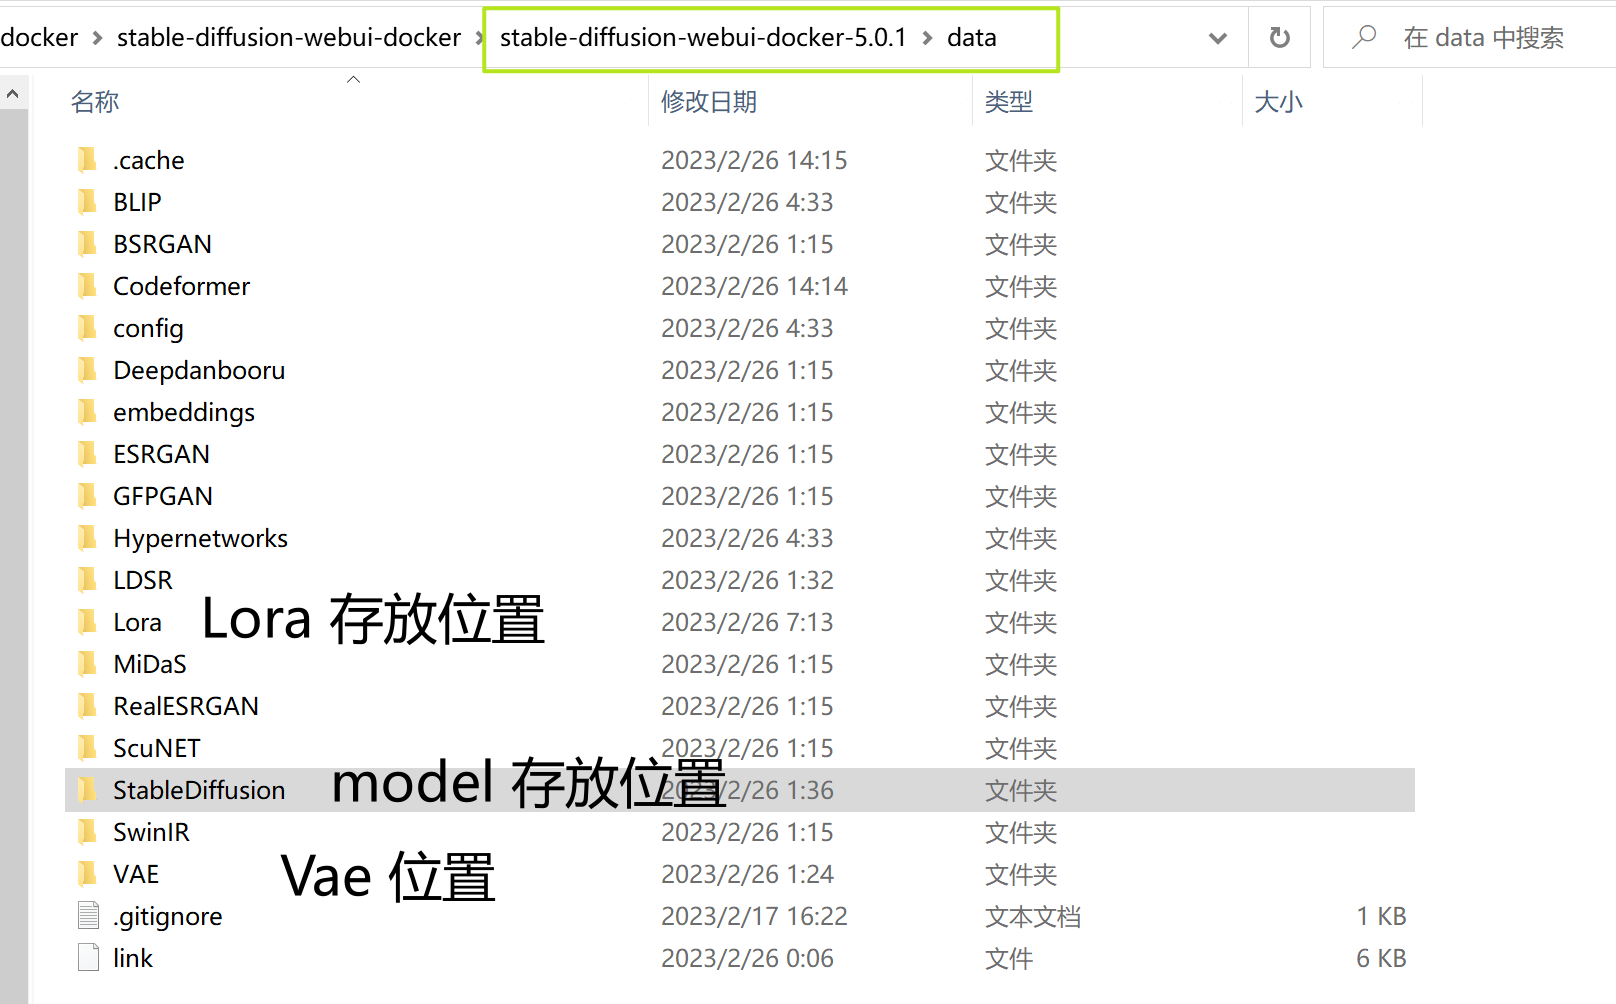 docker > stable-diffusion-webui-docker > stable-diffusion-webui-docker-5.0.1 > data 在 data 中搜索
名称 修改日期 类型 大小
.cache 2023/2/26 14:15 文件夹
BLIP 2023/2/26 4:33 文件夹
BSRGAN 2023/2/26 1:15 文件夹
Codeformer 2023/2/26 14:14 文件夹
config 2023/2/26 4:33 文件夹
Deepdanbooru 2023/2/26 1:15 文件夹
embeddings 2023/2/26 1:15 文件夹
ESRGAN 2023/2/26 1:15 文件夹
GFPGAN 2023/2/26 1:15 文件夹
Hypernetworks 2023/2/26 4:33 文件夹
LDSR 2023/2/26 1:32 文件夹
Lora Lora 存放位置 2023/2/26 7:13 文件夹
MiDaS 2023/2/26 1:15 文件夹
RealESRGAN 2023/2/26 1:15 文件夹
ScuNET 2023/2/26 1:15 文件夹
StableDiffusion model 存放位置 2023/2/26 1:36 文件夹
SwinIR 2023/2/26 1:15 文件夹
VAE Vae 位置 2023/2/26 1:24 文件夹
.gitignore 2023/2/17 16:22 文本文档 1 KB
link 2023/2/26 0:06 文件 6 KB